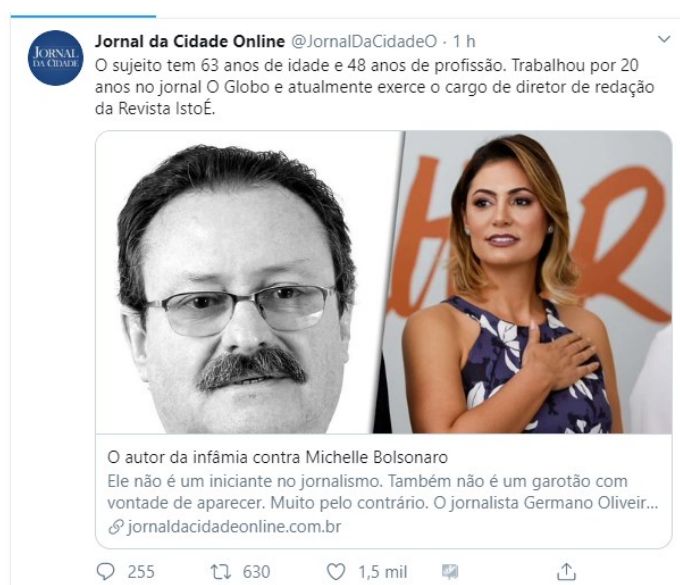 Jornal da Cidade Online @JornalDaCidadeO · 1 h
JORNAL
DA CIDADE
O sujeito tem 63 anos de idade e 48 anos de profissão. Trabalhou por 20
anos no jornal O Globo e atualmente exerce o cargo de diretor de redação
da Revista IstoÉ.
O autor da infâmia contra Michelle Bolsonaro
Ele não é um iniciante no jornalismo. Também não é um garotão com
vontade de aparecer. Muito pelo contrário. O jornalista Germano Oliveir...
jornaldacidadeonline.com.br
255 630 1,5 mil